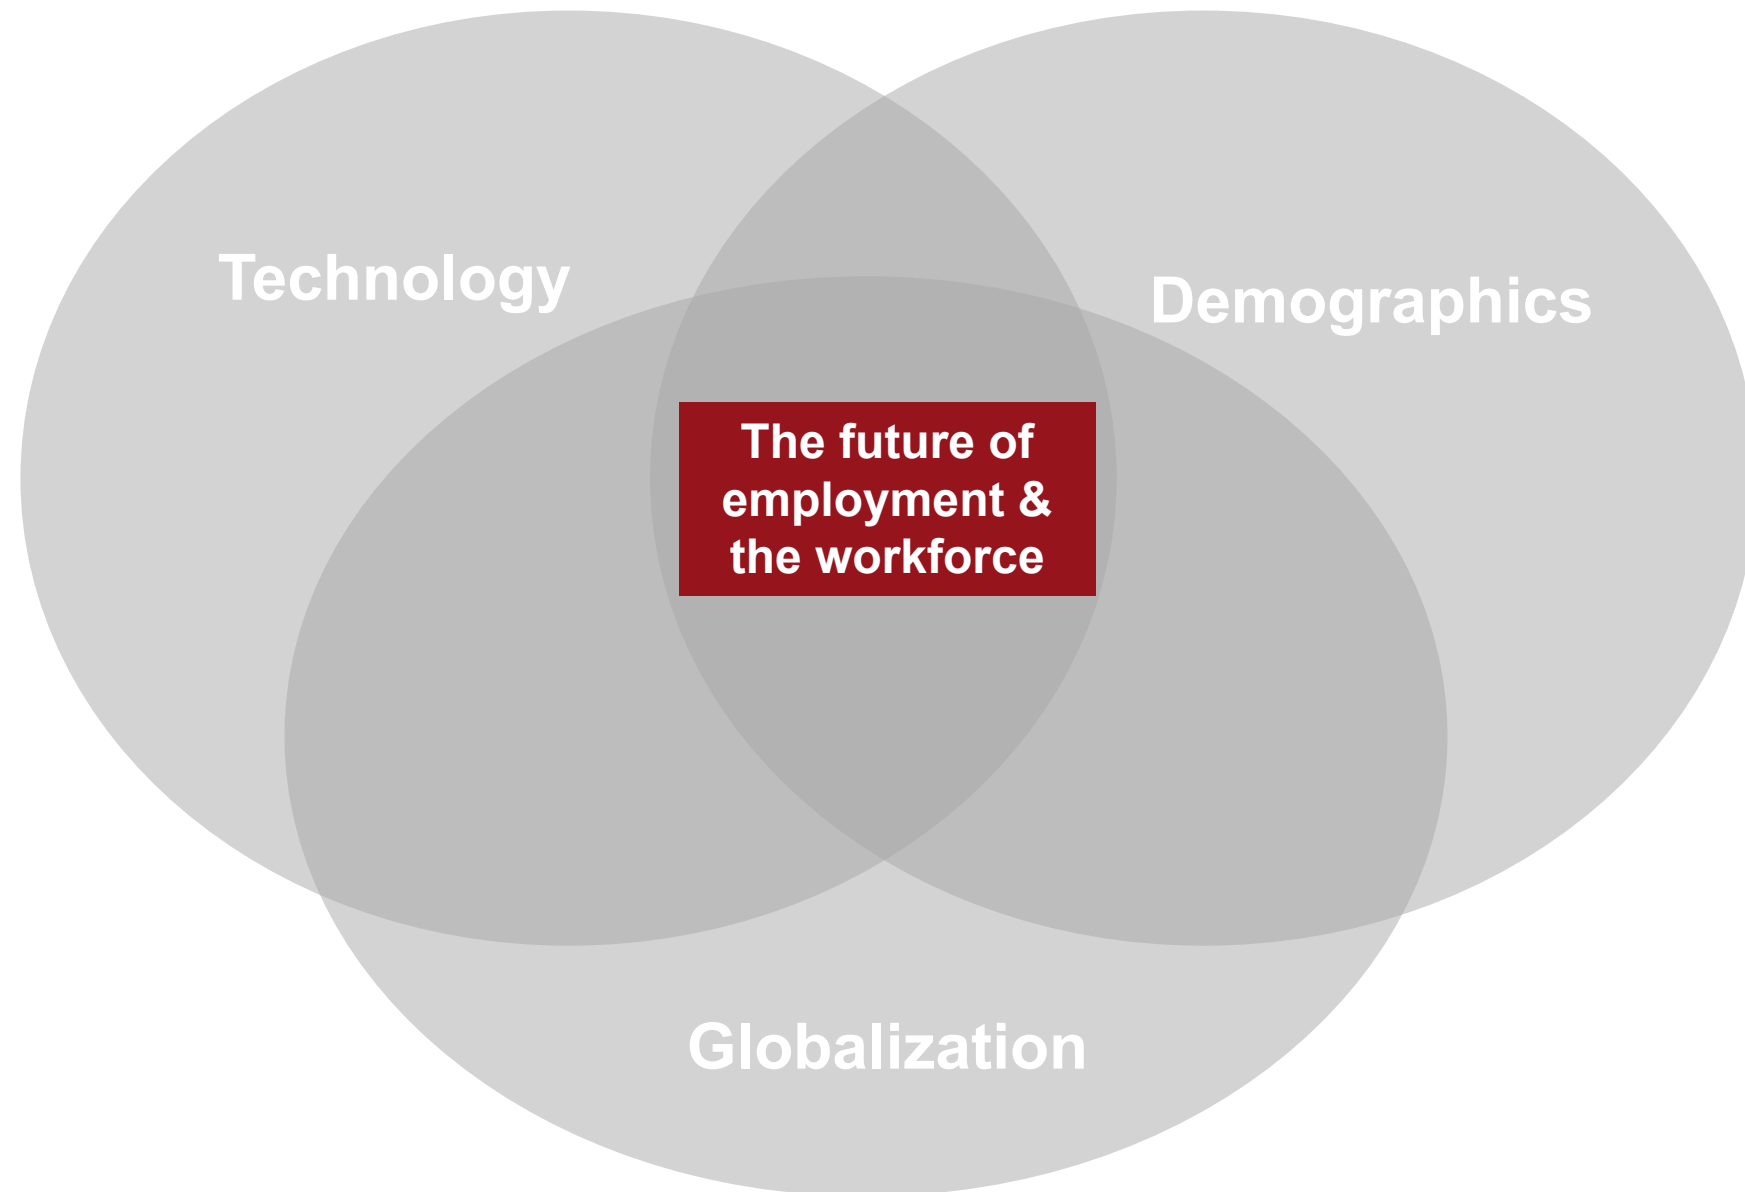 Technology
Demographics
The future of
employment &
the workforce
Globalization